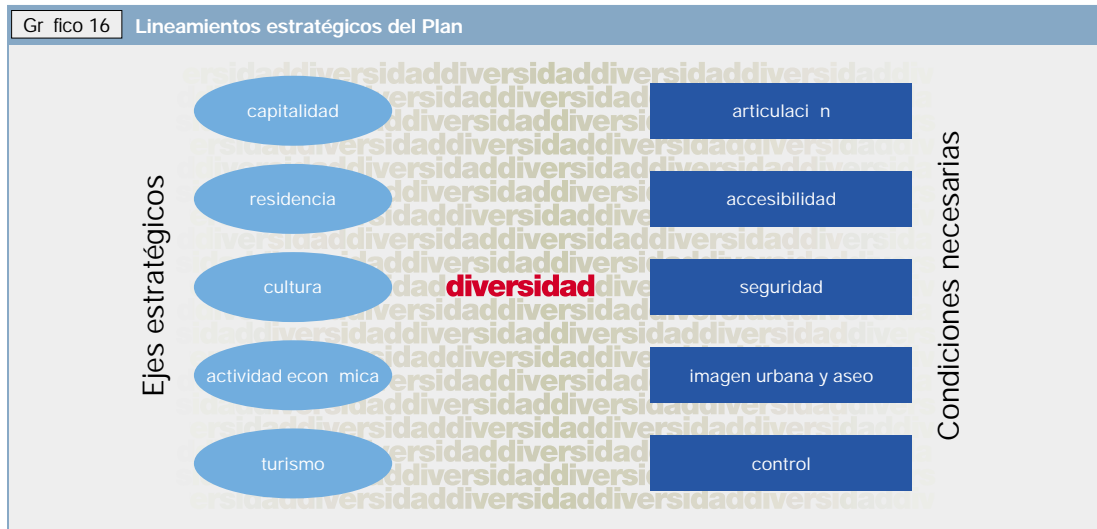 Gr fico 16 Lineamientos estratégicos del Plan
Ejes estratégicos
capitalidad
residencia
cultura
actividad econ mica
turismo
diversidad
articulaci n
accesibilidad
seguridad
imagen urbana y aseo
control
Condiciones necesarias